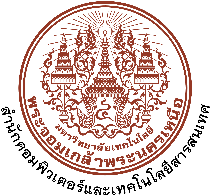 มหาวิทยาลัยเทคโนโลยี
พระจอมเกล้าพระนครเหนือ
สำนักคอมพิวเตอร์และเทคโนโลยีสารสนเทศ